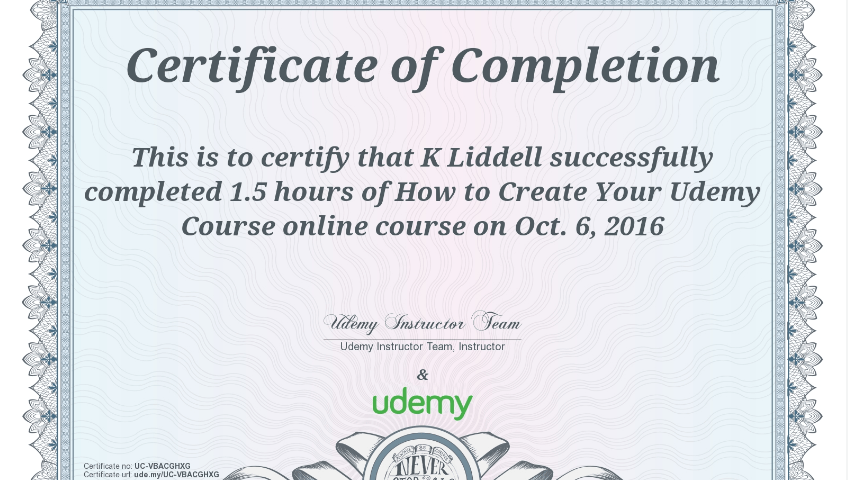 Certificate of Completion
This is to certify that K Liddell successfully
completed 1.5 hours of How to Create Your Udemy
Course online course on Oct. 6, 2016
Udemy Instructor Team
Udemy Instructor Team, Instructor
&
udemy
NEVER
Certificate no: UC-VBACGHXG
Certificate url: ude.my/UC-VBACGHXG